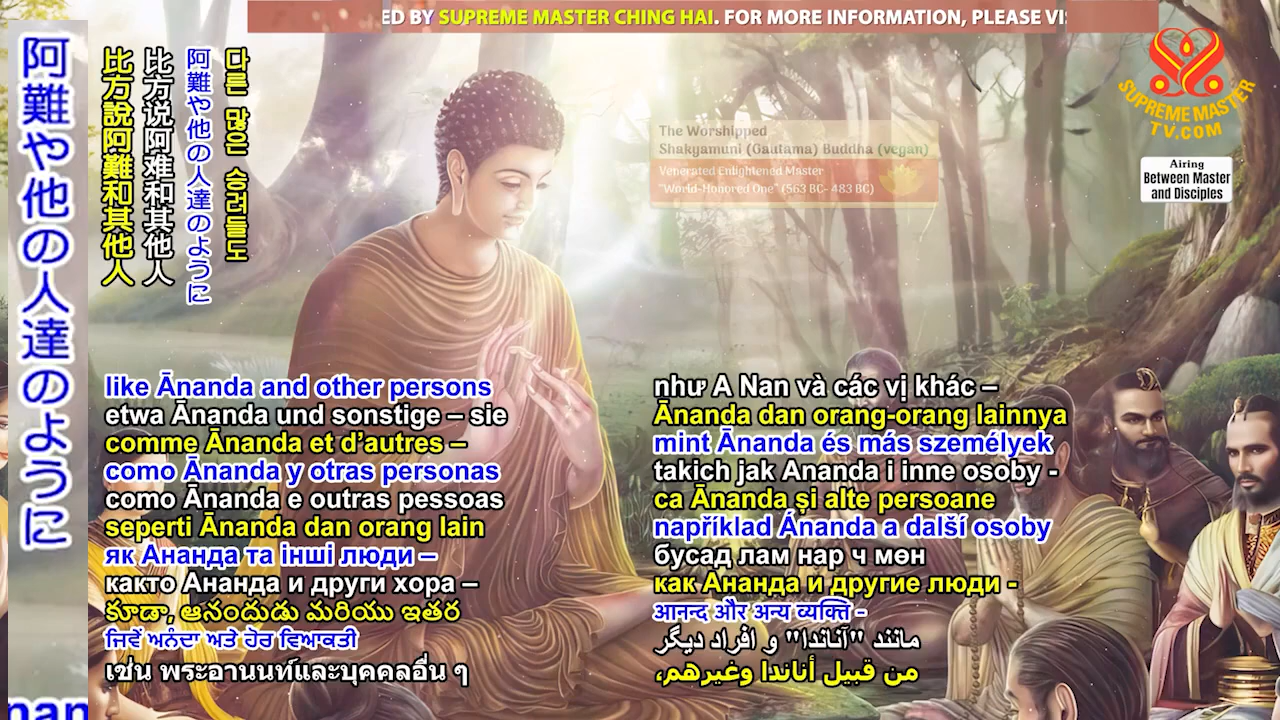 ED BY SUPREME MASTER CHING HAI. FOR MORE INFORMATION, PLEASE VI
阿難や他の人達のように
比方說阿難和其他人
比方说阿难和其他人
阿難や他の人達のように
다른 많은 승려들도
The Worshipped
Shakyamuni (Gautama) Buddha (vegan)
Venerated Enlightened Master
"World-Honored One" (563 BC- 483 BC)
SUPREME MASTER
TV.COM
Airing
Between Master
and Disciples
like Ānanda and other persons
etwa Ānanda und sonstige – sie
comme Ānanda et d’autres –
como Ānanda y otras personas
como Ānanda e outras pessoas
seperti Ānanda dan orang lain
як Ананда та інші люди –
както Ананда и други хора –
కూడా, ఆనందుడు మరియు ఇతర
ਜਿਵੇਂ ਅਨੰਦਾ ਅਤੇ ਹੋਰ ਵਿਆਕਤੀ
เช่น พระอานนท์และบุคคลอื่น ๆ
như A Nan và các vị khác –
Ānanda dan orang-orang lainnya
mint Ānanda és más személyek
takich jak Ananda i inne osoby -
ca Ānanda și alte persoane
například Ánanda a další osoby
бусад лам нар ч мөн
как Ананда и другие люди -
आनन्द और अन्य व्यक्ति -
مانند "آناندا" و افراد دیگر
من قبيل أناندا وغيرهم،
nan